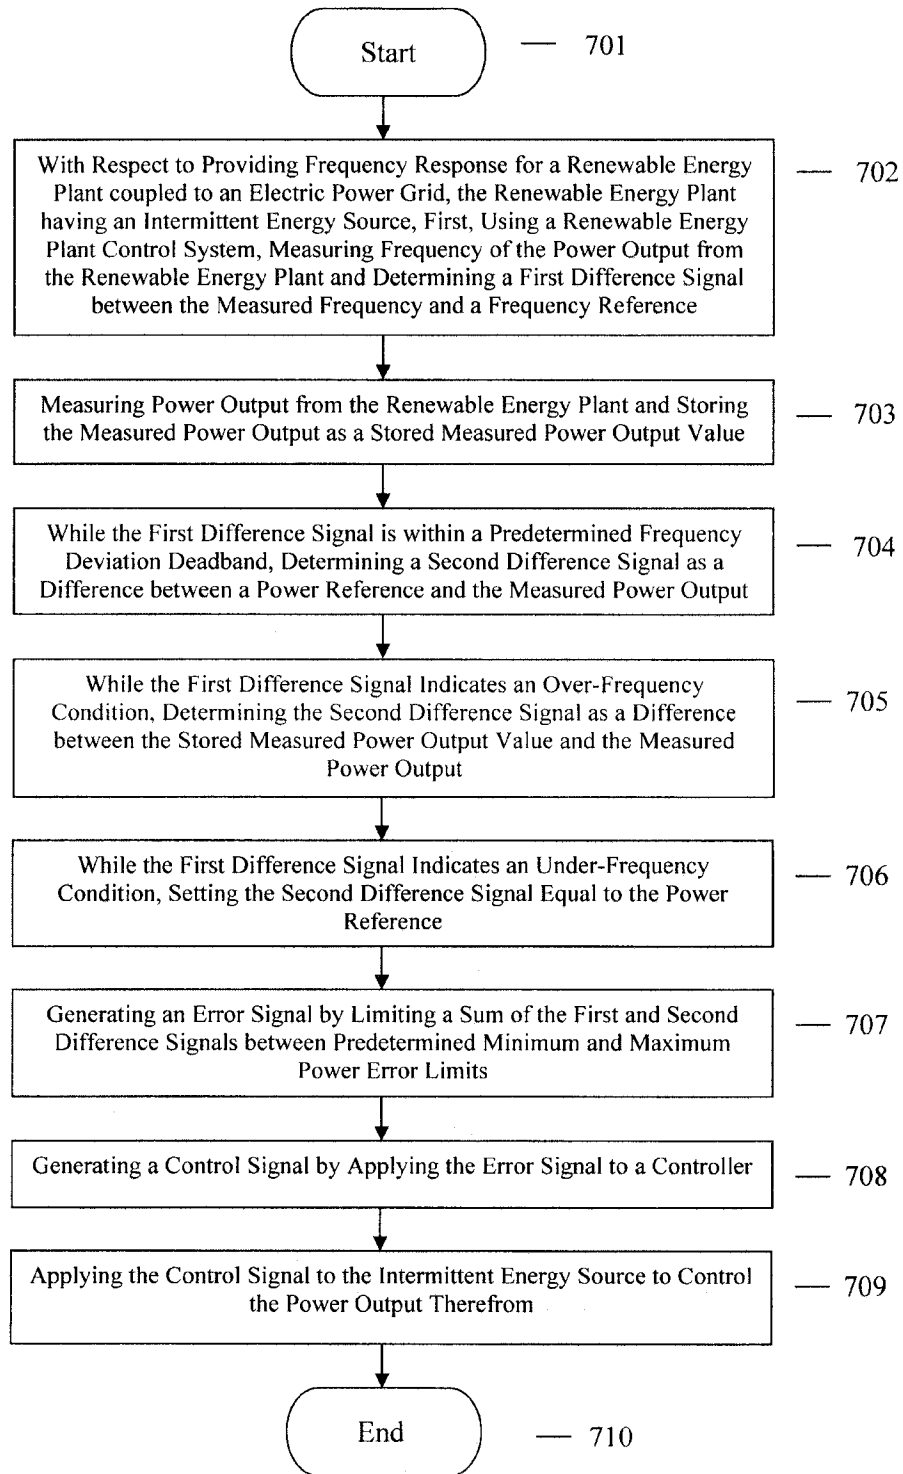 Start
— 701
With Respect to Providing Frequency Response for a Renewable Energy
Plant coupled to an Electric Power Grid, the Renewable Energy Plant
having an Intermittent Energy Source, First, Using a Renewable Energy
Plant Control System, Measuring Frequency of the Power Output from
the Renewable Energy Plant and Determining a First Difference Signal
between the Measured Frequency and a Frequency Reference
— 702
Measuring Power Output from the Renewable Energy Plant and Storing
the Measured Power Output as a Stored Measured Power Output Value
— 703
While the First Difference Signal is within a Predetermined Frequency
Deviation Deadband, Determining a Second Difference Signal as a
Difference between a Power Reference and the Measured Power Output
— 704
While the First Difference Signal Indicates an Over-Frequency
Condition, Determining the Second Difference Signal as a Difference
between the Stored Measured Power Output Value and the Measured
Power Output
— 705
While the First Difference Signal Indicates an Under-Frequency
Condition, Setting the Second Difference Signal Equal to the Power
Reference
— 706
Generating an Error Signal by Limiting a Sum of the First and Second
Difference Signals between Predetermined Minimum and Maximum
Power Error Limits
— 707
Generating a Control Signal by Applying the Error Signal to a Controller
— 708
Applying the Control Signal to the Intermittent Energy Source to Control
the Power Output Therefrom
— 709
End
— 710